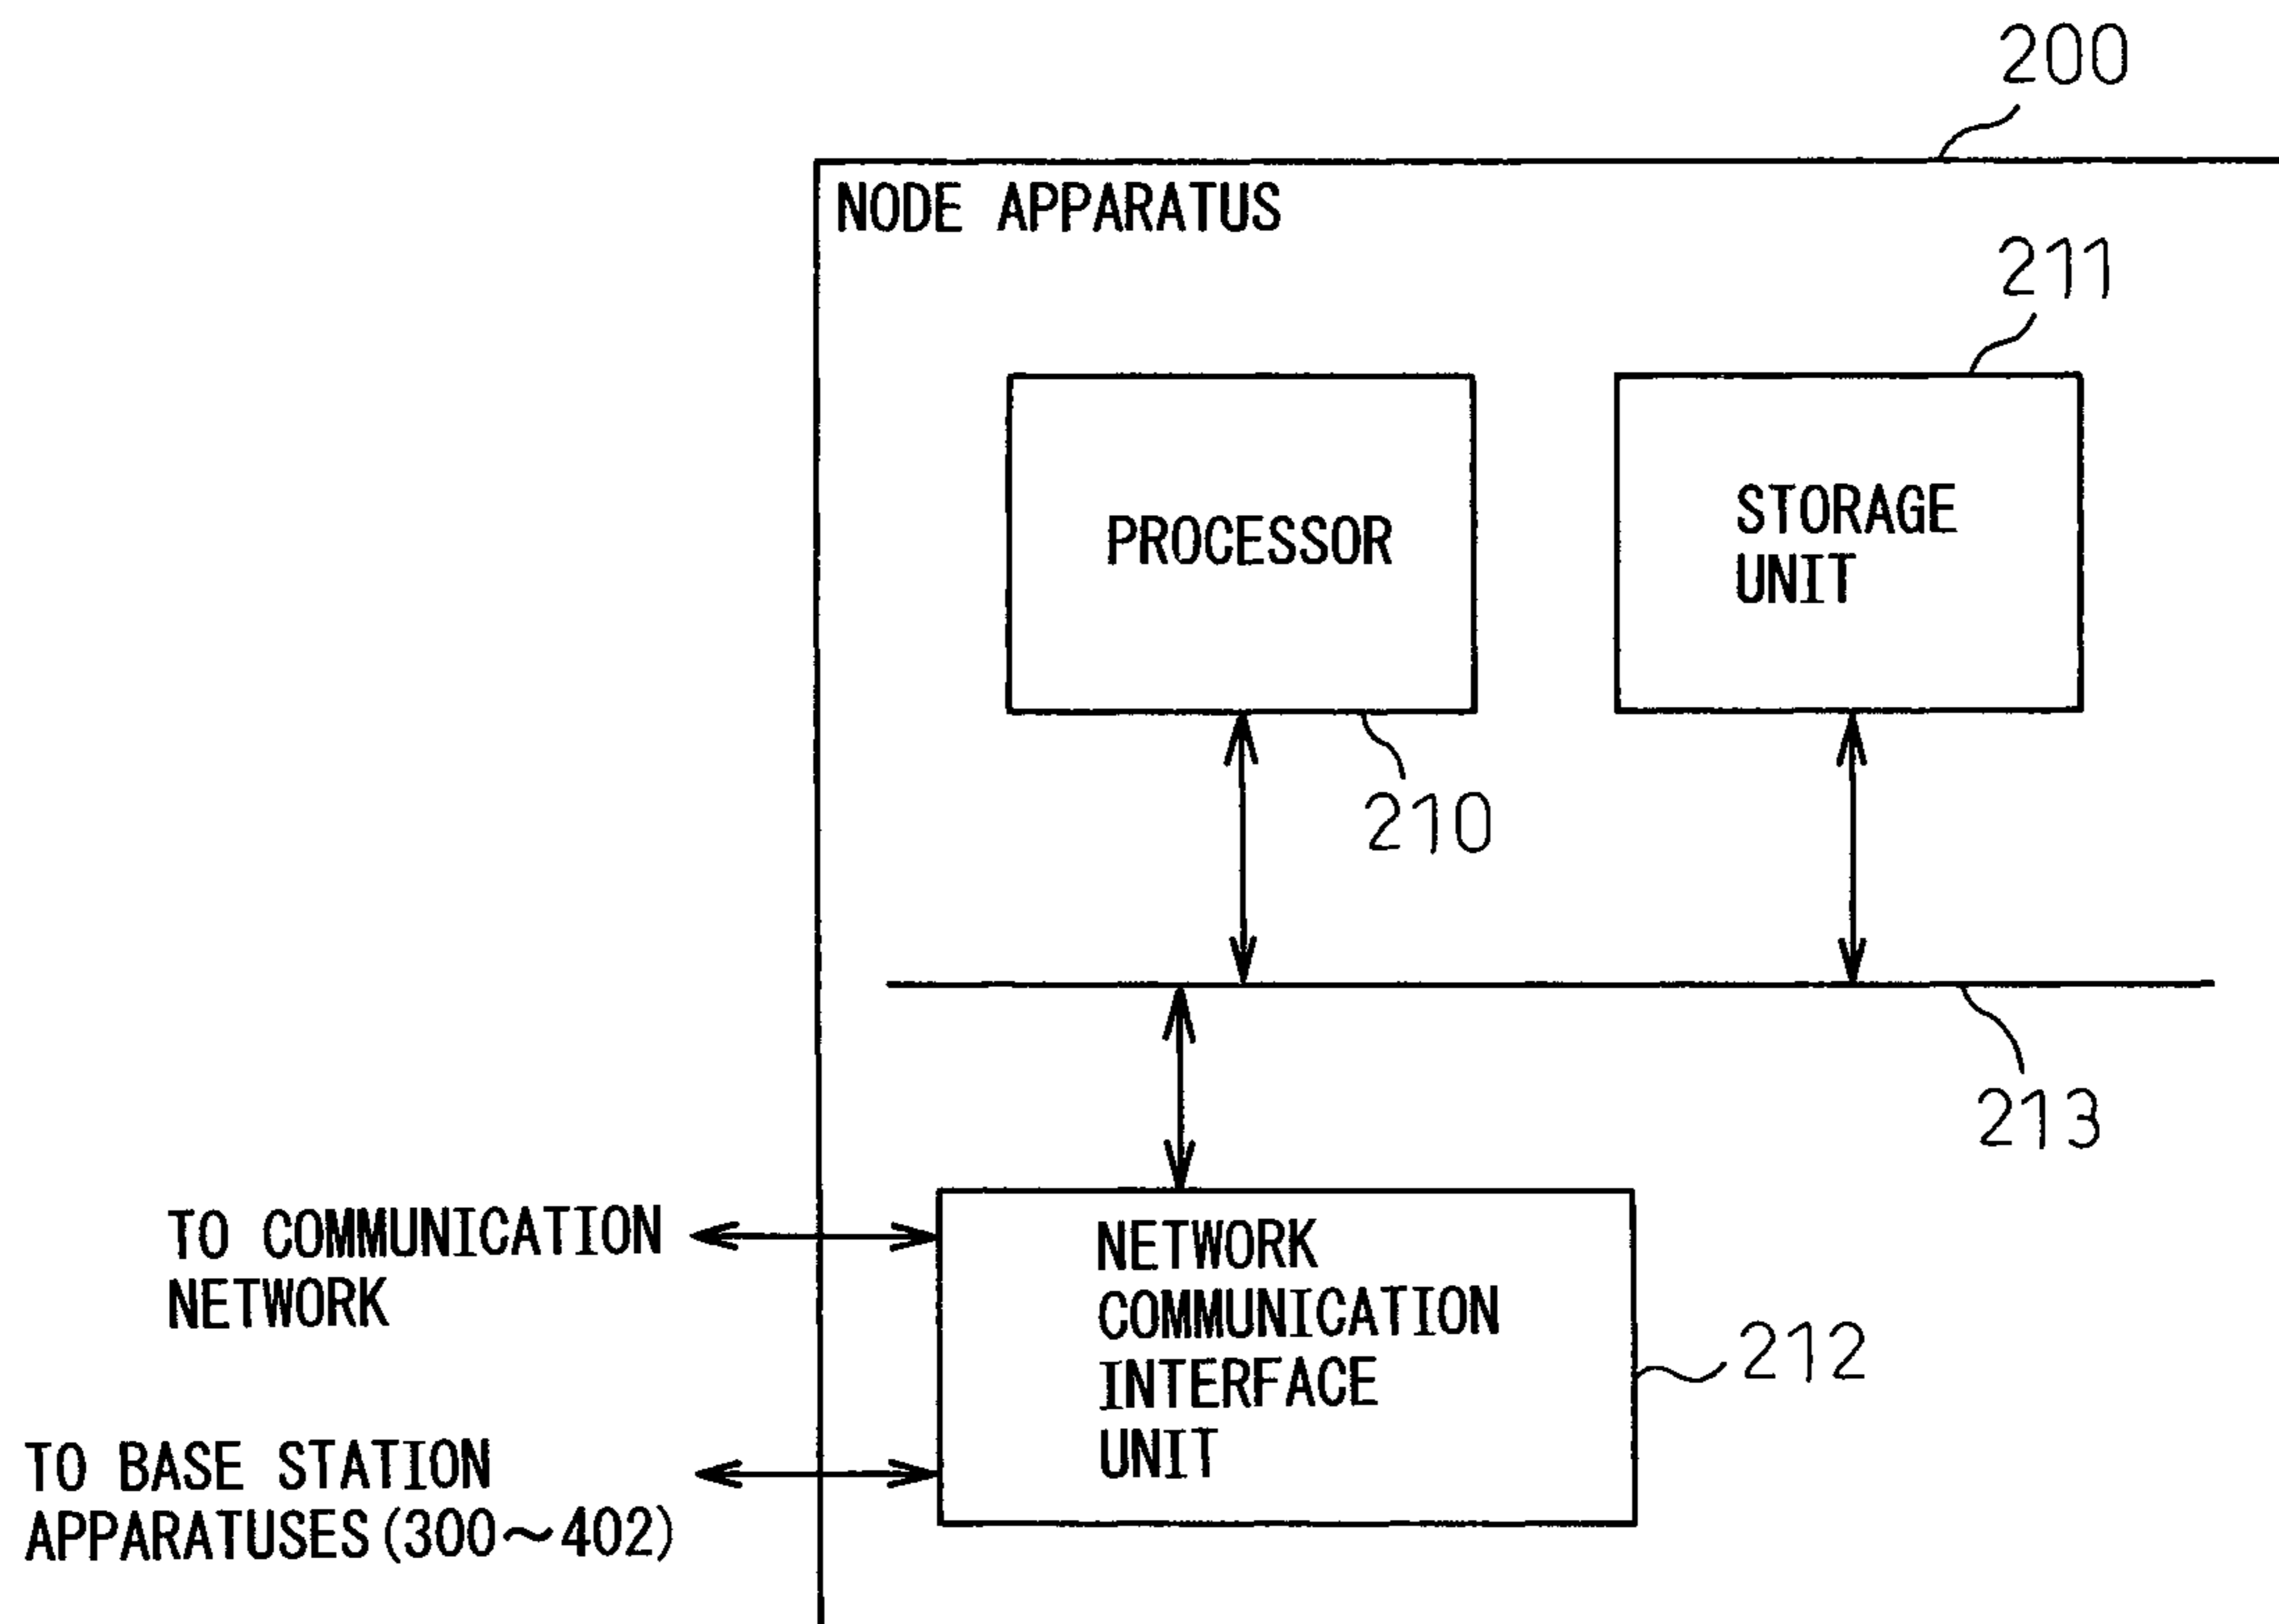 200
NODE APPARATUS
211
PROCESSOR
STORAGE
UNIT
210
213
TO COMMUNICATION
NETWORK
NETWORK
COMMUNICATION
INTERFACE
UNIT
212
TO BASE STATION
APPARATUSES(300~402)